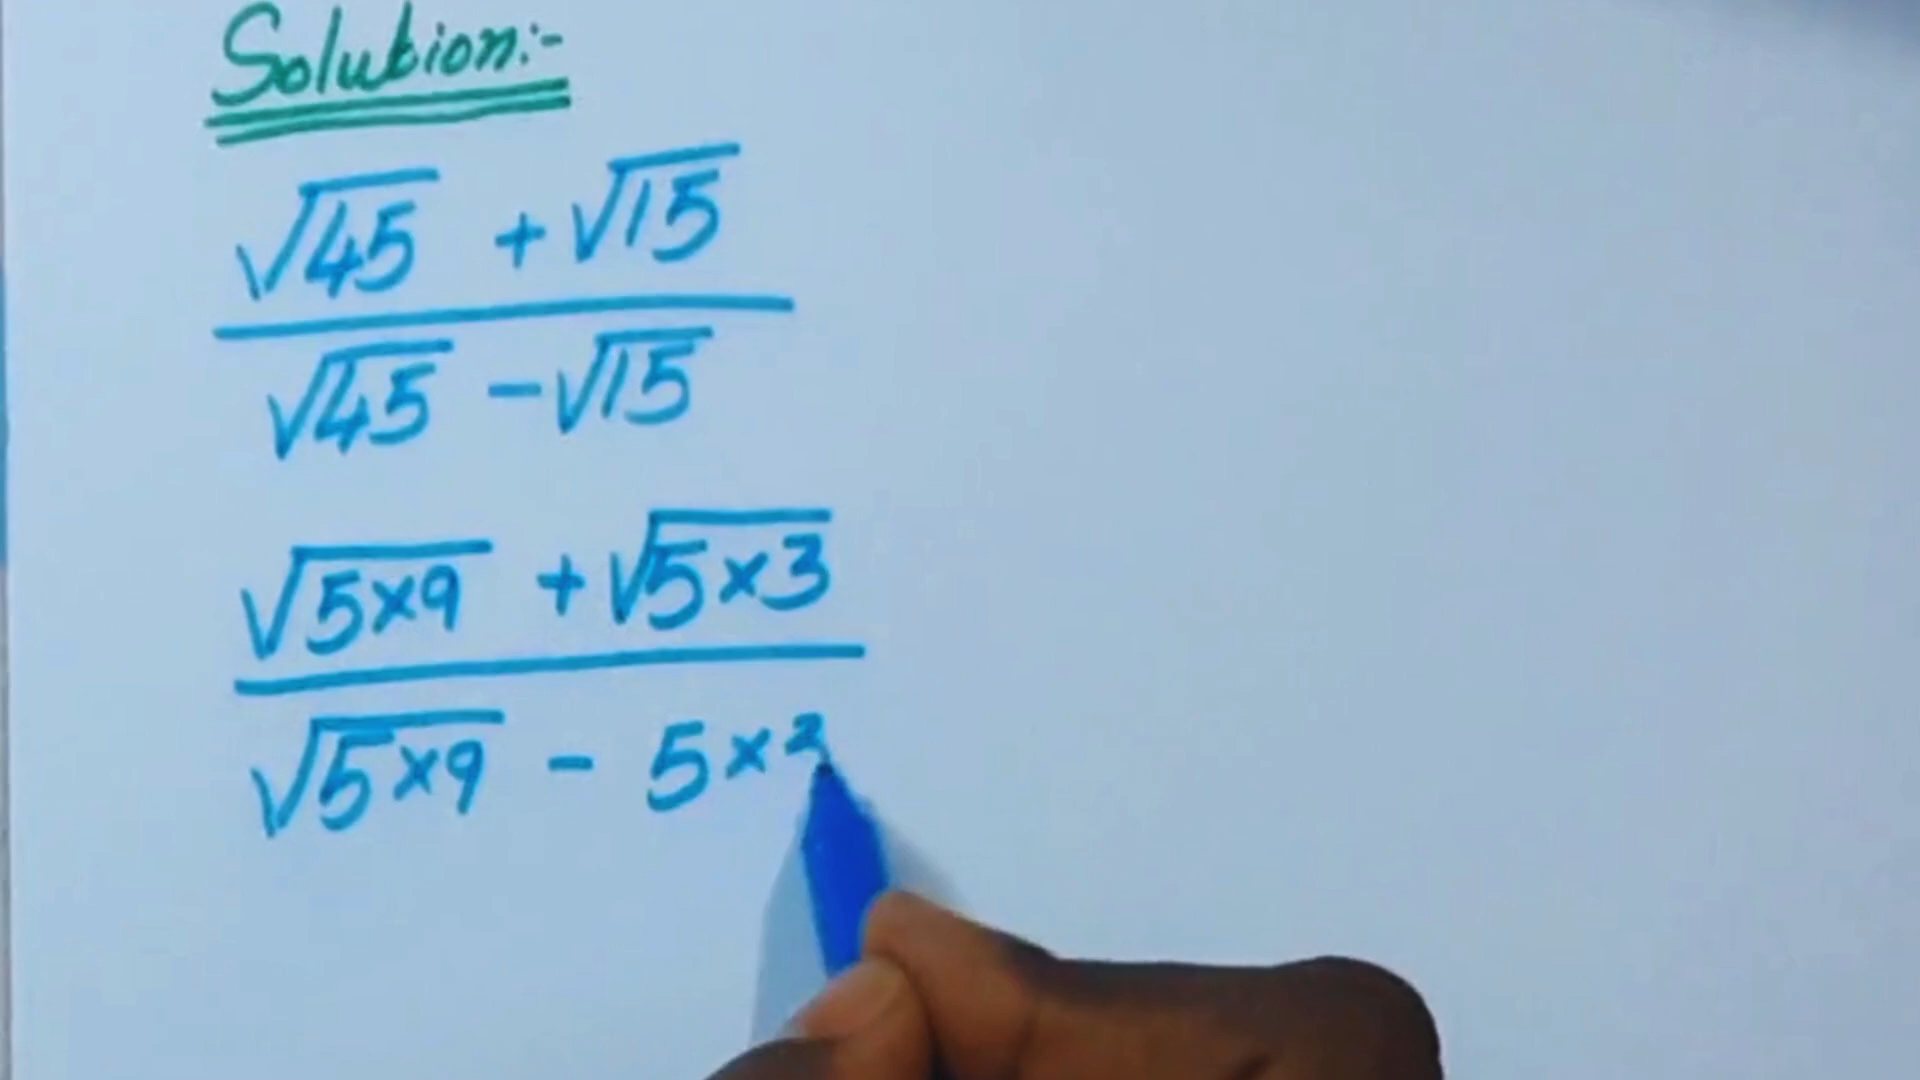 Solution:-
√45 + √15
√45 - √15
√5×9 + √5×3
√5×9 - 5×